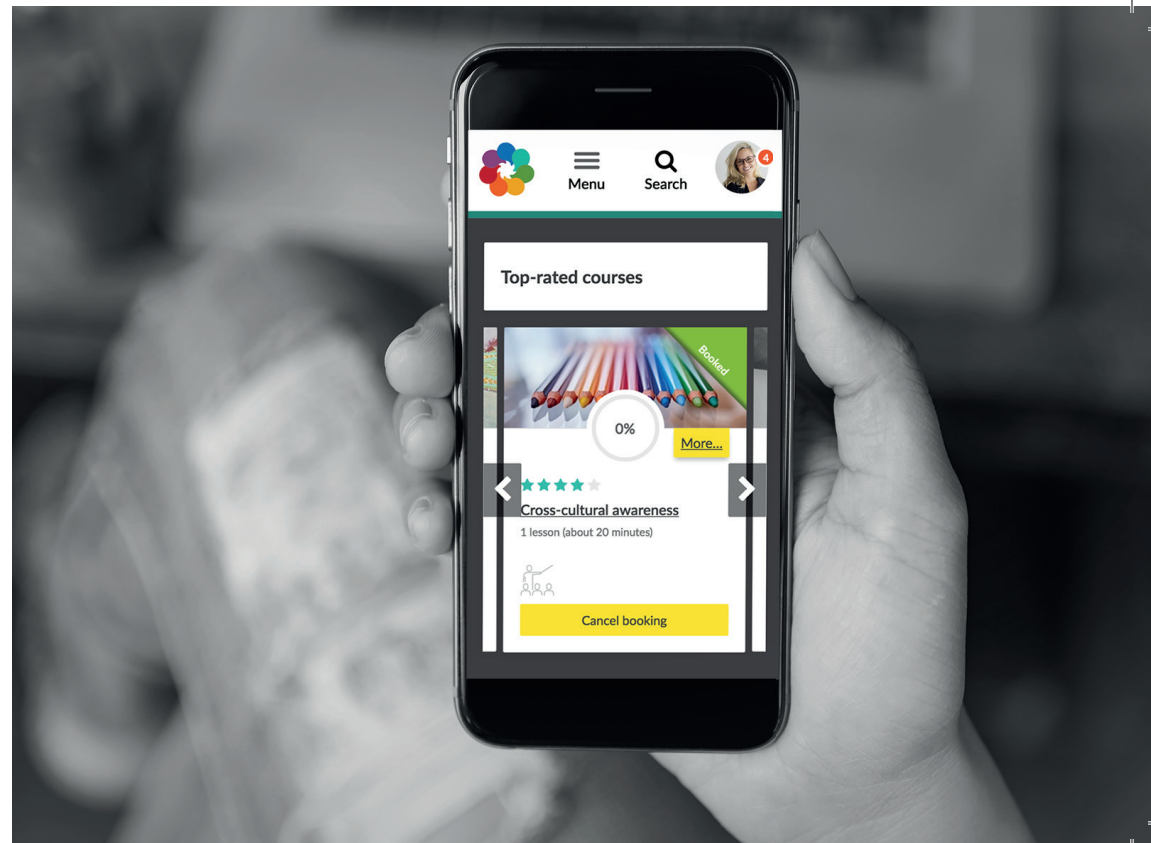 Menu
Search
4
Top-rated courses
Booked
0%
More...
Cross-cultural awareness
1 lesson (about 20 minutes)
Cancel booking